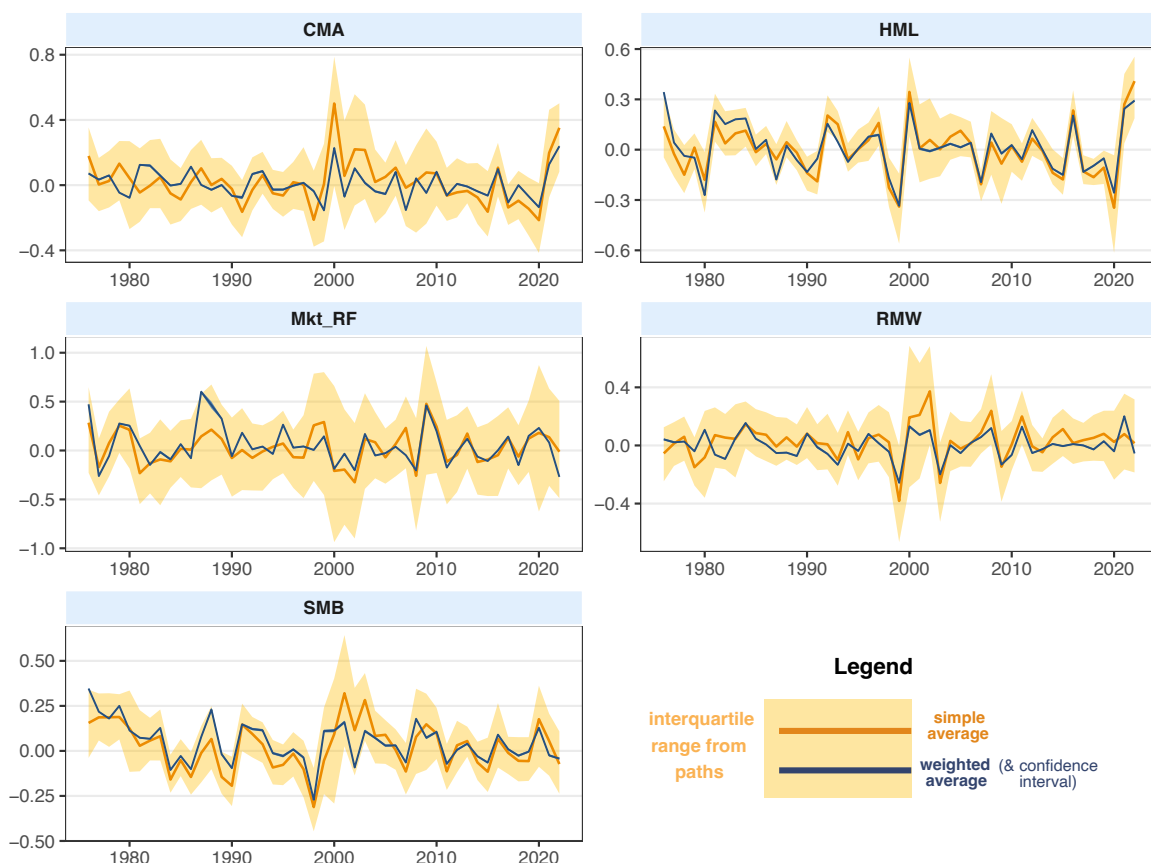 CMA
0.8
0.4
0.0
−0.4
1980 1990 2000 2010 2020
HML
0.6
0.3
0.0
−0.3
−0.6
1980 1990 2000 2010 2020
Mkt_RF
1.0
0.5
0.0
−0.5
−1.0
1980 1990 2000 2010 2020
RMW
0.4
0.0
−0.4
1980 1990 2000 2010 2020
SMB
0.50
0.25
0.00
−0.25
−0.50
1980 1990 2000 2010 2020
Legend
interquartile
range from
paths
simple
average
weighted (& confidence
average interval)